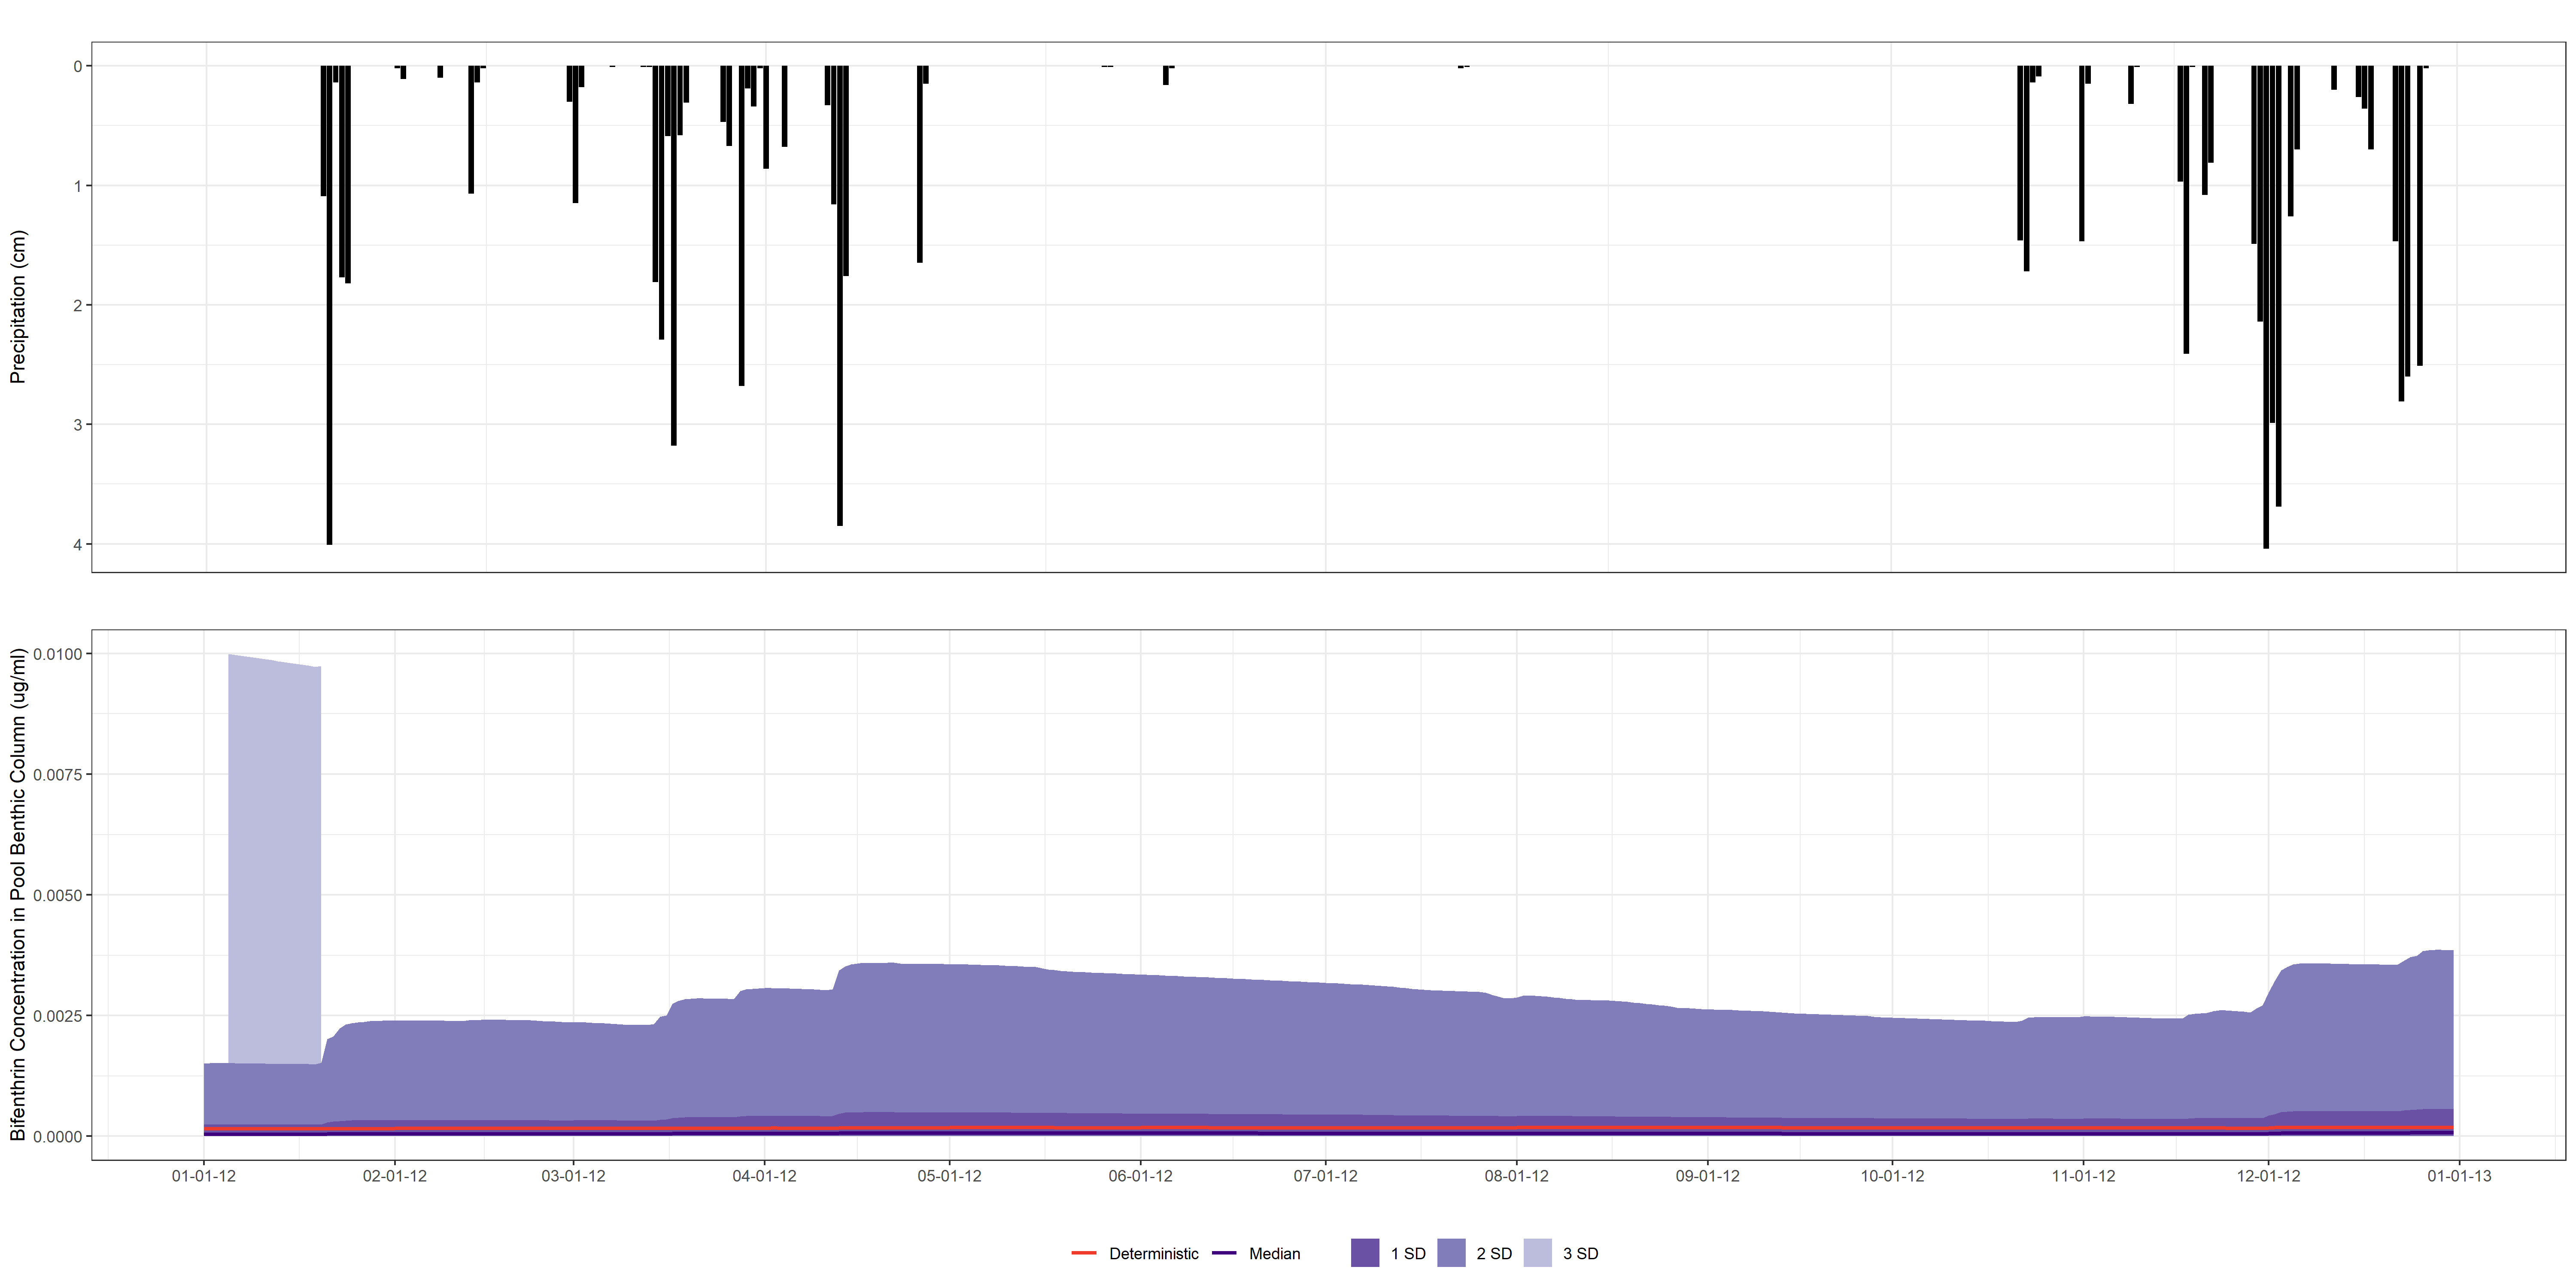 Precipitation (cm)
0
1
2
3
4
Bifenthrin Concentration in Pool Benthic Column (ug/ml)
0.0100
0.0075
0.0050
0.0025
0.0000
01-01-12 02-01-12 03-01-12 04-01-12 05-01-12 06-01-12 07-01-12 08-01-12 09-01-12 10-01-12 11-01-12 12-01-12 01-01-13
Deterministic Median 1 SD 2 SD 3 SD